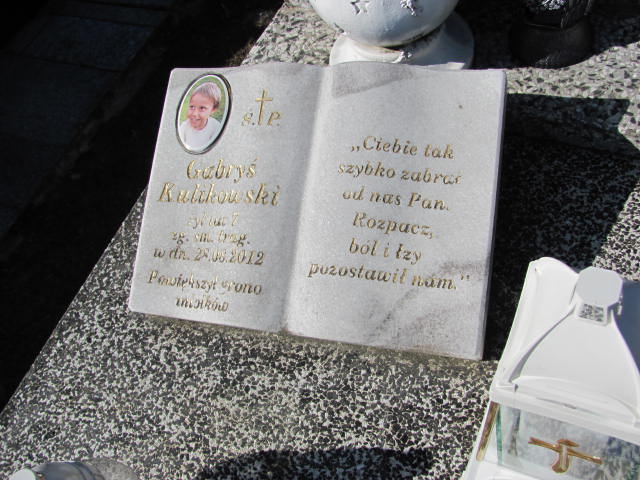 ś.†p.
Gabryś
Kulikowski
żył lat 7
zg. śm. trag.
w dn. 28.06.2012
Powiększył grono
aniołków
„Ciebie tak
szybko zabrał
od nas Pan.
Rozpacz,
ból i łzy
pozostawił nam."